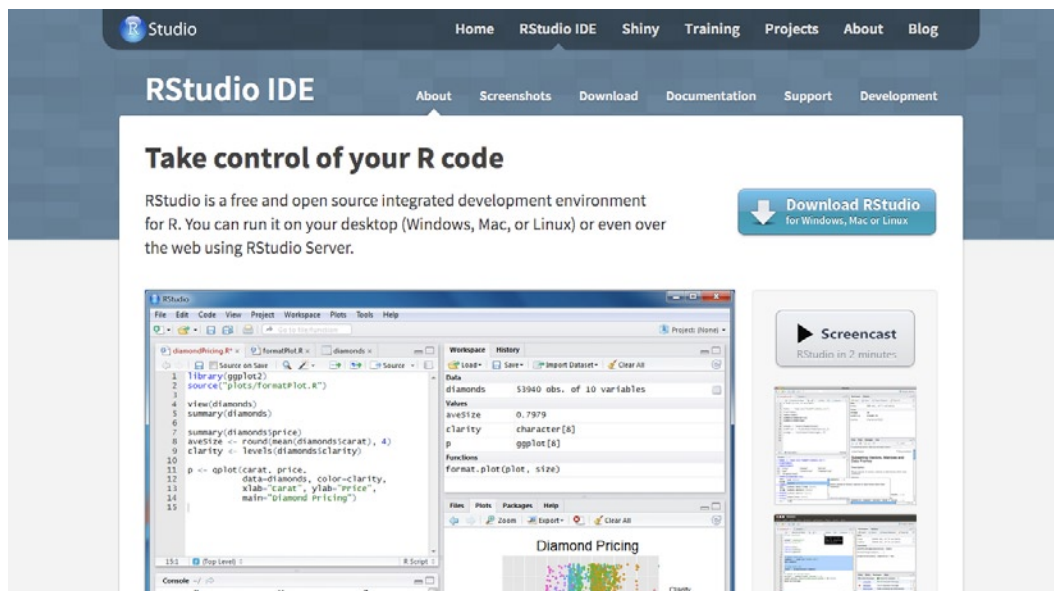 R Studio
Home RStudio IDE Shiny Training Projects About Blog
RStudio IDE
About Screenshots Download Documentation Support Development
Take control of your R code
RStudio is a free and open source integrated development environment
for R. You can run it on your desktop (Windows, Mac, or Linux) or even over
the web using RStudio Server.
Download RStudio
for Windows, Mac or Linux
RStudio
File Edit Code View Project Workspace Plots Tools Help
Go to file/function
Project: (None)
diamondPricing.R* formatPlot.R diamonds
Source on Save Source
1 library(ggplot2)
2 source("plots/formatPlot.R")
3
4 view(diamonds)
5 summary(diamonds)
6
7 summary(diamonds$price)
8 aveSize <- round(mean(diamonds$carat), 4)
9 clarity <- levels(diamonds$clarity)
10
11 p <- qplot(carat, price,
12 data=diamonds, color=clarity,
13 xlab="Carat", ylab="Price",
14 main="Diamond Pricing")
15
15:1 (Top Level) R Script
Console ~/
Workspace History
Load Save Import Dataset Clear All
Data
diamonds 53940 obs. of 10 variables
Values
aveSize 0.7979
clarity character[8]
p ggplot[8]
Functions
format.plot(plot, size)
Files Plots Packages Help
Zoom Export Clear All
Diamond Pricing
Clarity
Screencast
RStudio in 2 minutes